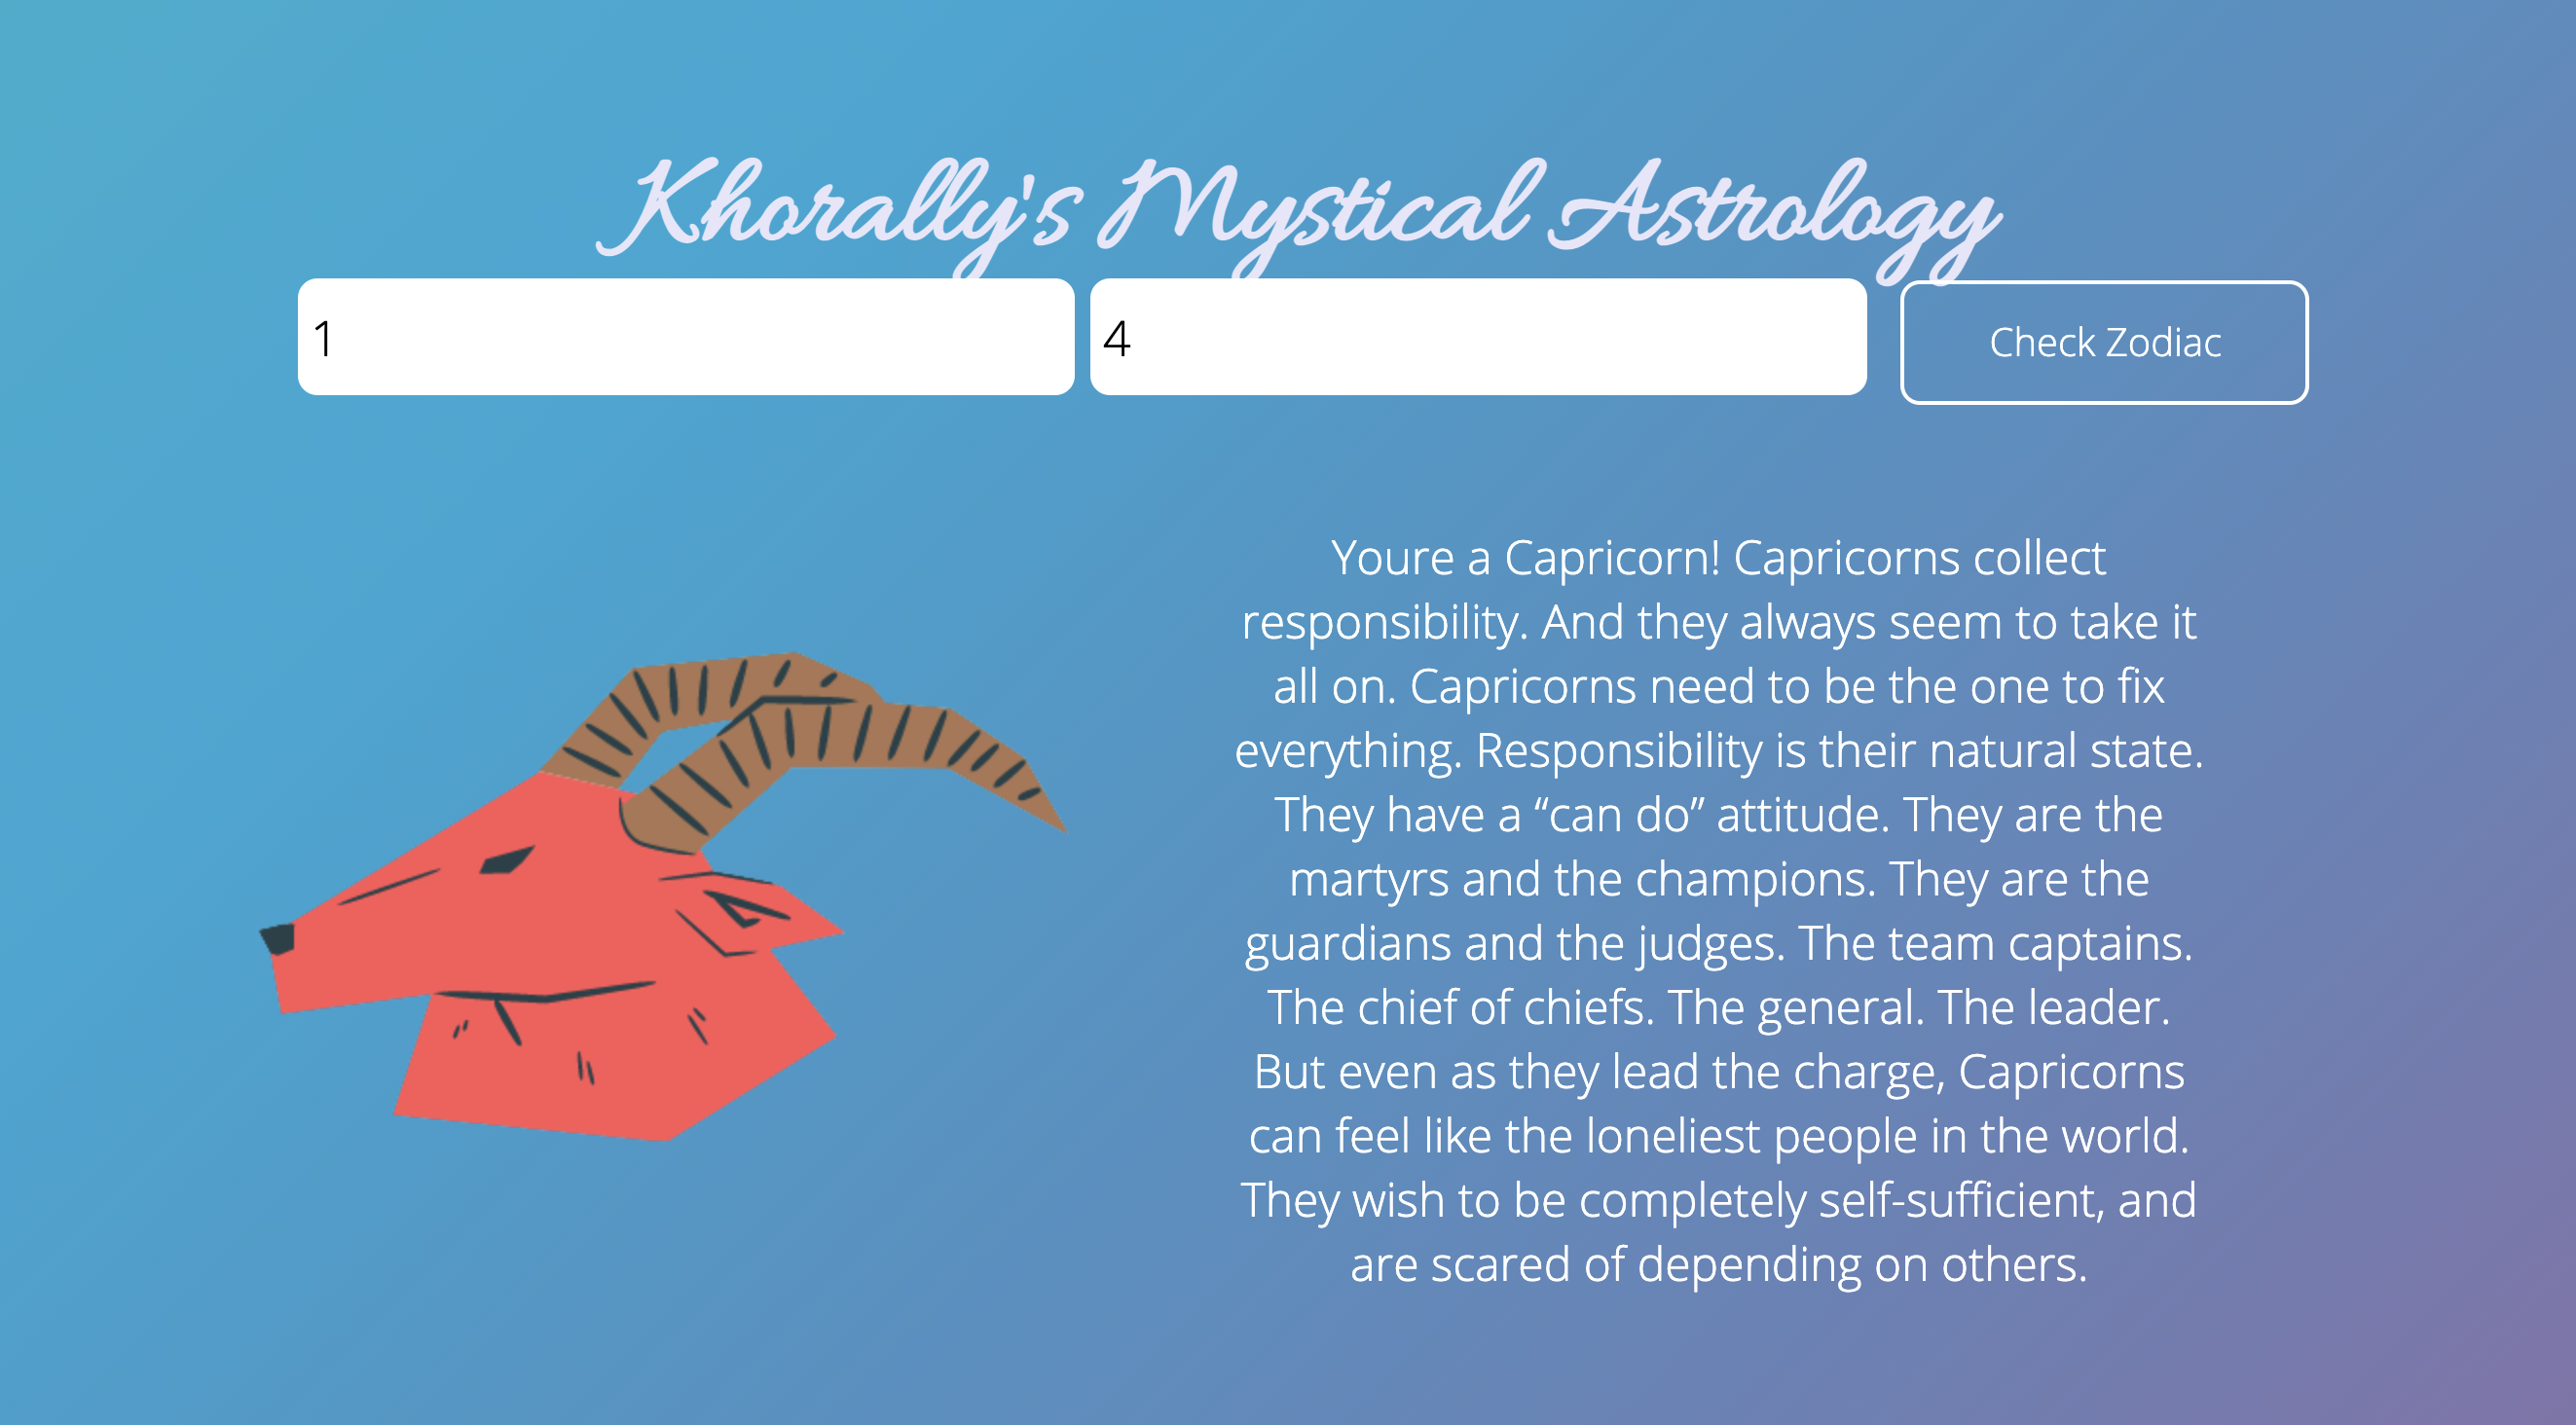 Khorally's Mystical Astrology
1
4
Check Zodiac
Youre a Capricorn! Capricorns collect
responsibility. And they always seem to take it
all on. Capricorns need to be the one to fix
everything. Responsibility is their natural state.
They have a “can do” attitude. They are the
martyrs and the champions. They are the
guardians and the judges. The team captains.
The chief of chiefs. The general. The leader.
But even as they lead the charge, Capricorns
can feel like the loneliest people in the world.
They wish to be completely self-sufficient, and
are scared of depending on others.